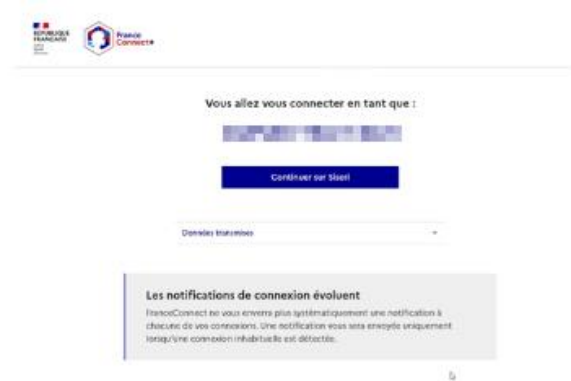 RÉPUBLIQUE
FRANÇAISE
France
Connect+
Vous allez vous connecter en tant que :
Continuer sur Siseri
Données transmises
Les notifications de connexion évoluent
FranceConnect ne vous enverra plus systématiquement une notification à
chacune de vos connexions. Une notification vous sera envoyée uniquement
lorsqu'une connexion inhabituelle est détectée.